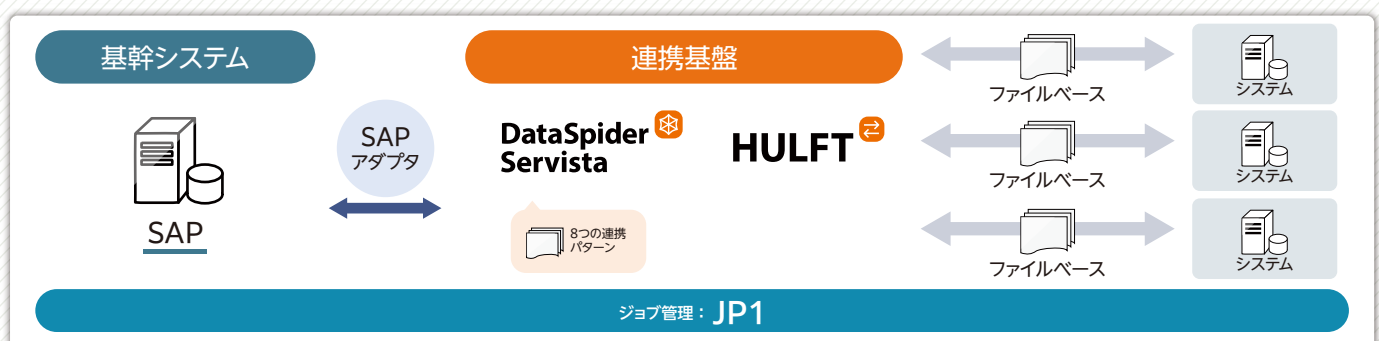 基幹システム
連携基盤
SAP
アダプタ
SAP
DataSpider
Servista
HULFT
8つの連携
パターン
ファイルベース
システム
ファイルベース
システム
ファイルベース
システム
ジョブ管理：JP1